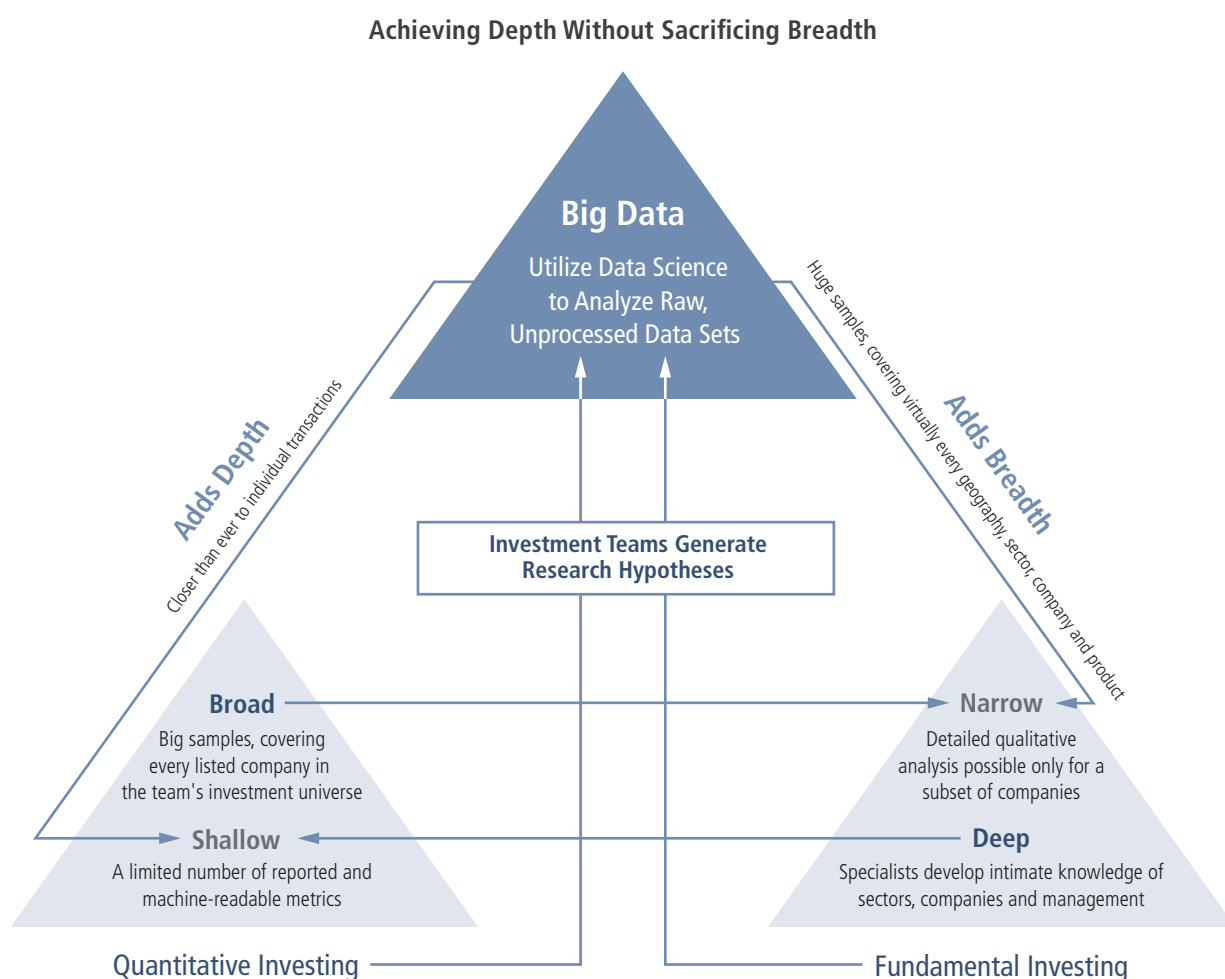 Achieving Depth Without Sacrificing Breadth
Big Data
Utilize Data Science
to Analyze Raw,
Unprocessed Data Sets
Adds Depth
Closer than ever to individual transactions
Huge samples, covering virtually every geography, sector, company and product
Adds Breadth
Investment Teams Generate
Research Hypotheses
Broad
Big samples, covering
every listed company in
the team's investment universe
Shallow
A limited number of reported and
machine-readable metrics
Narrow
Detailed qualitative
analysis possible only for a
subset of companies
Deep
Specialists develop intimate knowledge of
sectors, companies and management
Quantitative Investing
Fundamental Investing